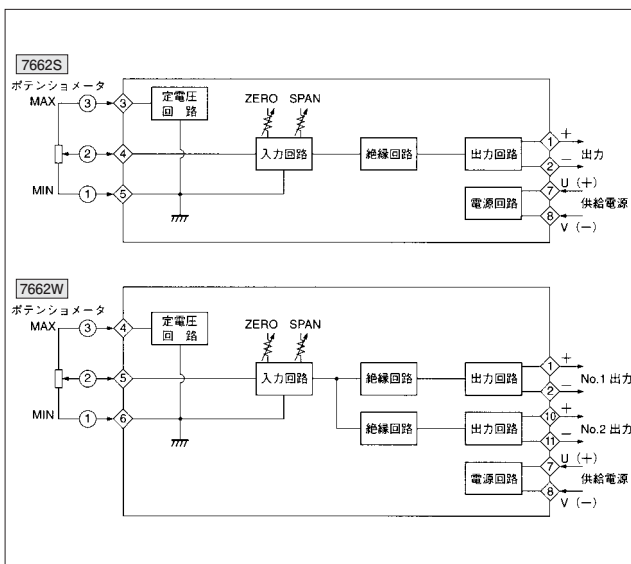 7662S
ポテンショメータ
MAX ③ 3 定電圧回路 ZERO SPAN
② 4 入力回路 絶縁回路 出力回路 1 + 出力
2 −
MIN ① 5 電源回路 7 U (+) 供給電源
8 V (−)
7662W
ポテンショメータ
MAX ③ 4 定電圧回路 ZERO SPAN
② 5 入力回路 絶縁回路 出力回路 1 + No.1 出力
2 −
MIN ① 6 絶縁回路 出力回路 10 + No.2 出力
11 −
電源回路 7 U (+) 供給電源
8 V (−)